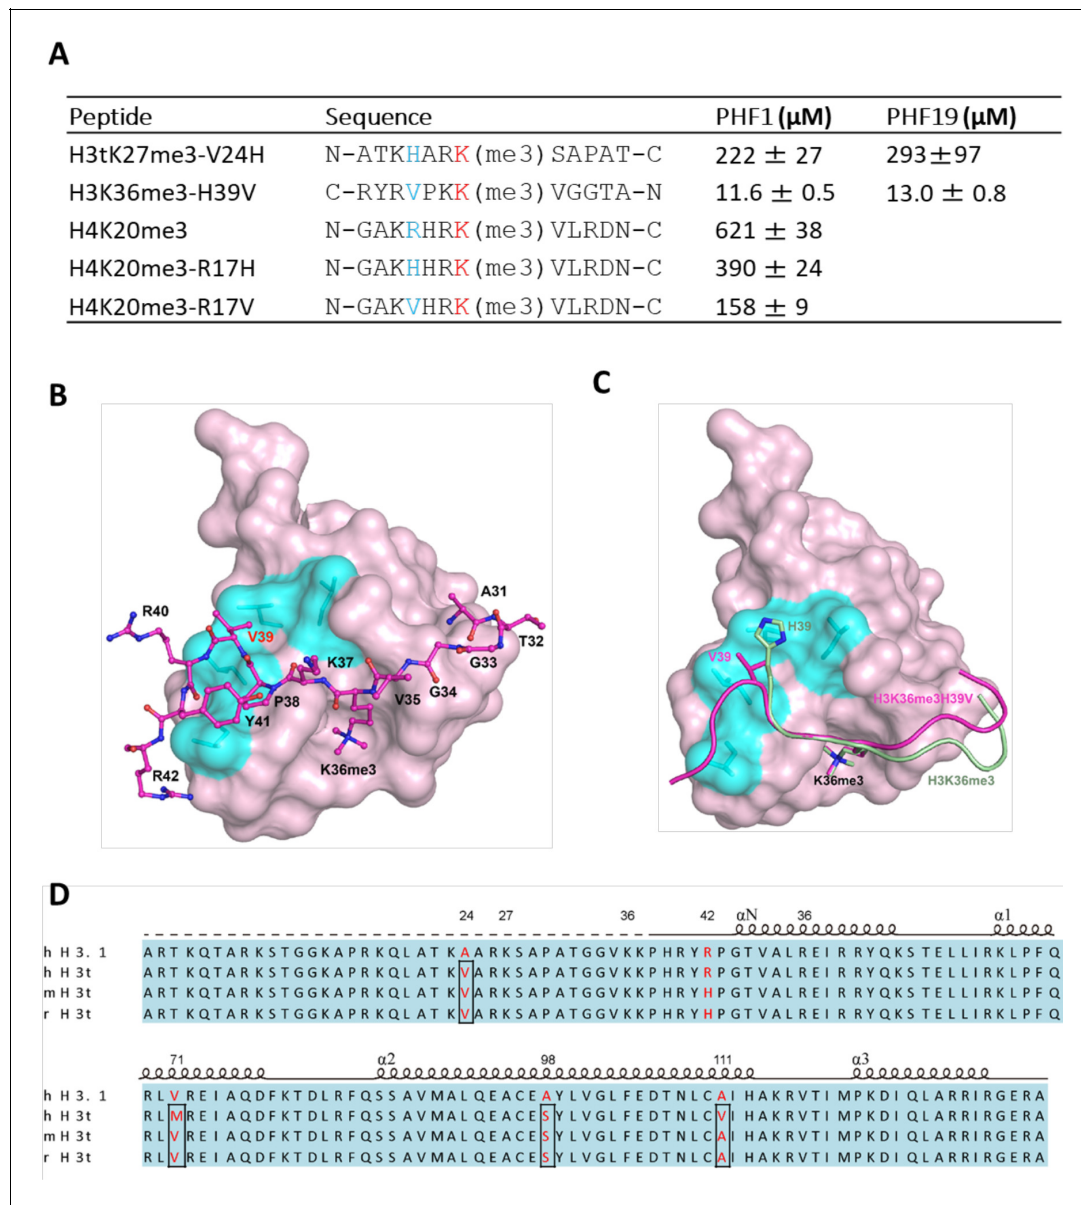 A
Peptide Sequence PHF1 (μM) PHF19 (μM)
H3tK27me3-V24H N-ATKHARK(me3)SAPAT-C 222 ± 27 293±97
H3K36me3-H39V C-RYRVPKK(me3)VGGTA-N 11.6 ± 0.5 13.0 ± 0.8
H4K20me3 N-GAKRHRK(me3)VLRDN-C 621 ± 38
H4K20me3-R17H N-GAKHHRK(me3)VLRDN-C 390 ± 24
H4K20me3-R17V N-GAKVHRK(me3)VLRDN-C 158 ± 9
B
R40
V39
A31
T32
K37
G33
G34
V35
P38
Y41
R42
K36me3
C
H39
V39
H3K36me3H39V
K36me3
H3K36me3
D
24 27 36 42 αN 36 α1
h H3.1 ARTKQTARKSTGGKAPRKQLATKAARKSAPATGGVKKPHRYRPGTVALREIRRYQKSTELLIRKLPFQ
h H3t ARTKQTARKSTGGKAPRKQLATKVARKSAPATGGVKKPHRYRPGTVALREIRRYQKSTELLIRKLPFQ
m H3t ARTKQTARKSTGGKAPRKQLATKVARKSAPATGGVKKPHRYHPGTVALREIRRYQKSTELLIRKLPFQ
r H3t ARTKQTARKSTGGKAPRKQLATKVARKSAPATGGVKKPHRYHPGTVALREIRRYQKSTELLIRKLPFQ
71 α2 98 111 α3
h H3.1 RLVREIAQDFKTDLRFQSSAVMALQEACEAYLVGLFEDTNLCAIHAKRVTIMPKDIQLARRIRGERA
h H3t RLMREIAQDFKTDLRFQSSAVMALQEACESYLVGLFEDTNLCVIHAKRVTIMPKDIQLARRIRGERA
m H3t RLVREIAQDFKTDLRFQSSAVMALQEACESYLVGLFEDTNLCAIHAKRVTIMPKDIQLARRIRGERA
r H3t RLVREIAQDFKTDLRFQSSAVMALQEACESYLVGLFEDTNLCAIHAKRVTIMPKDIQLARRIRGERA